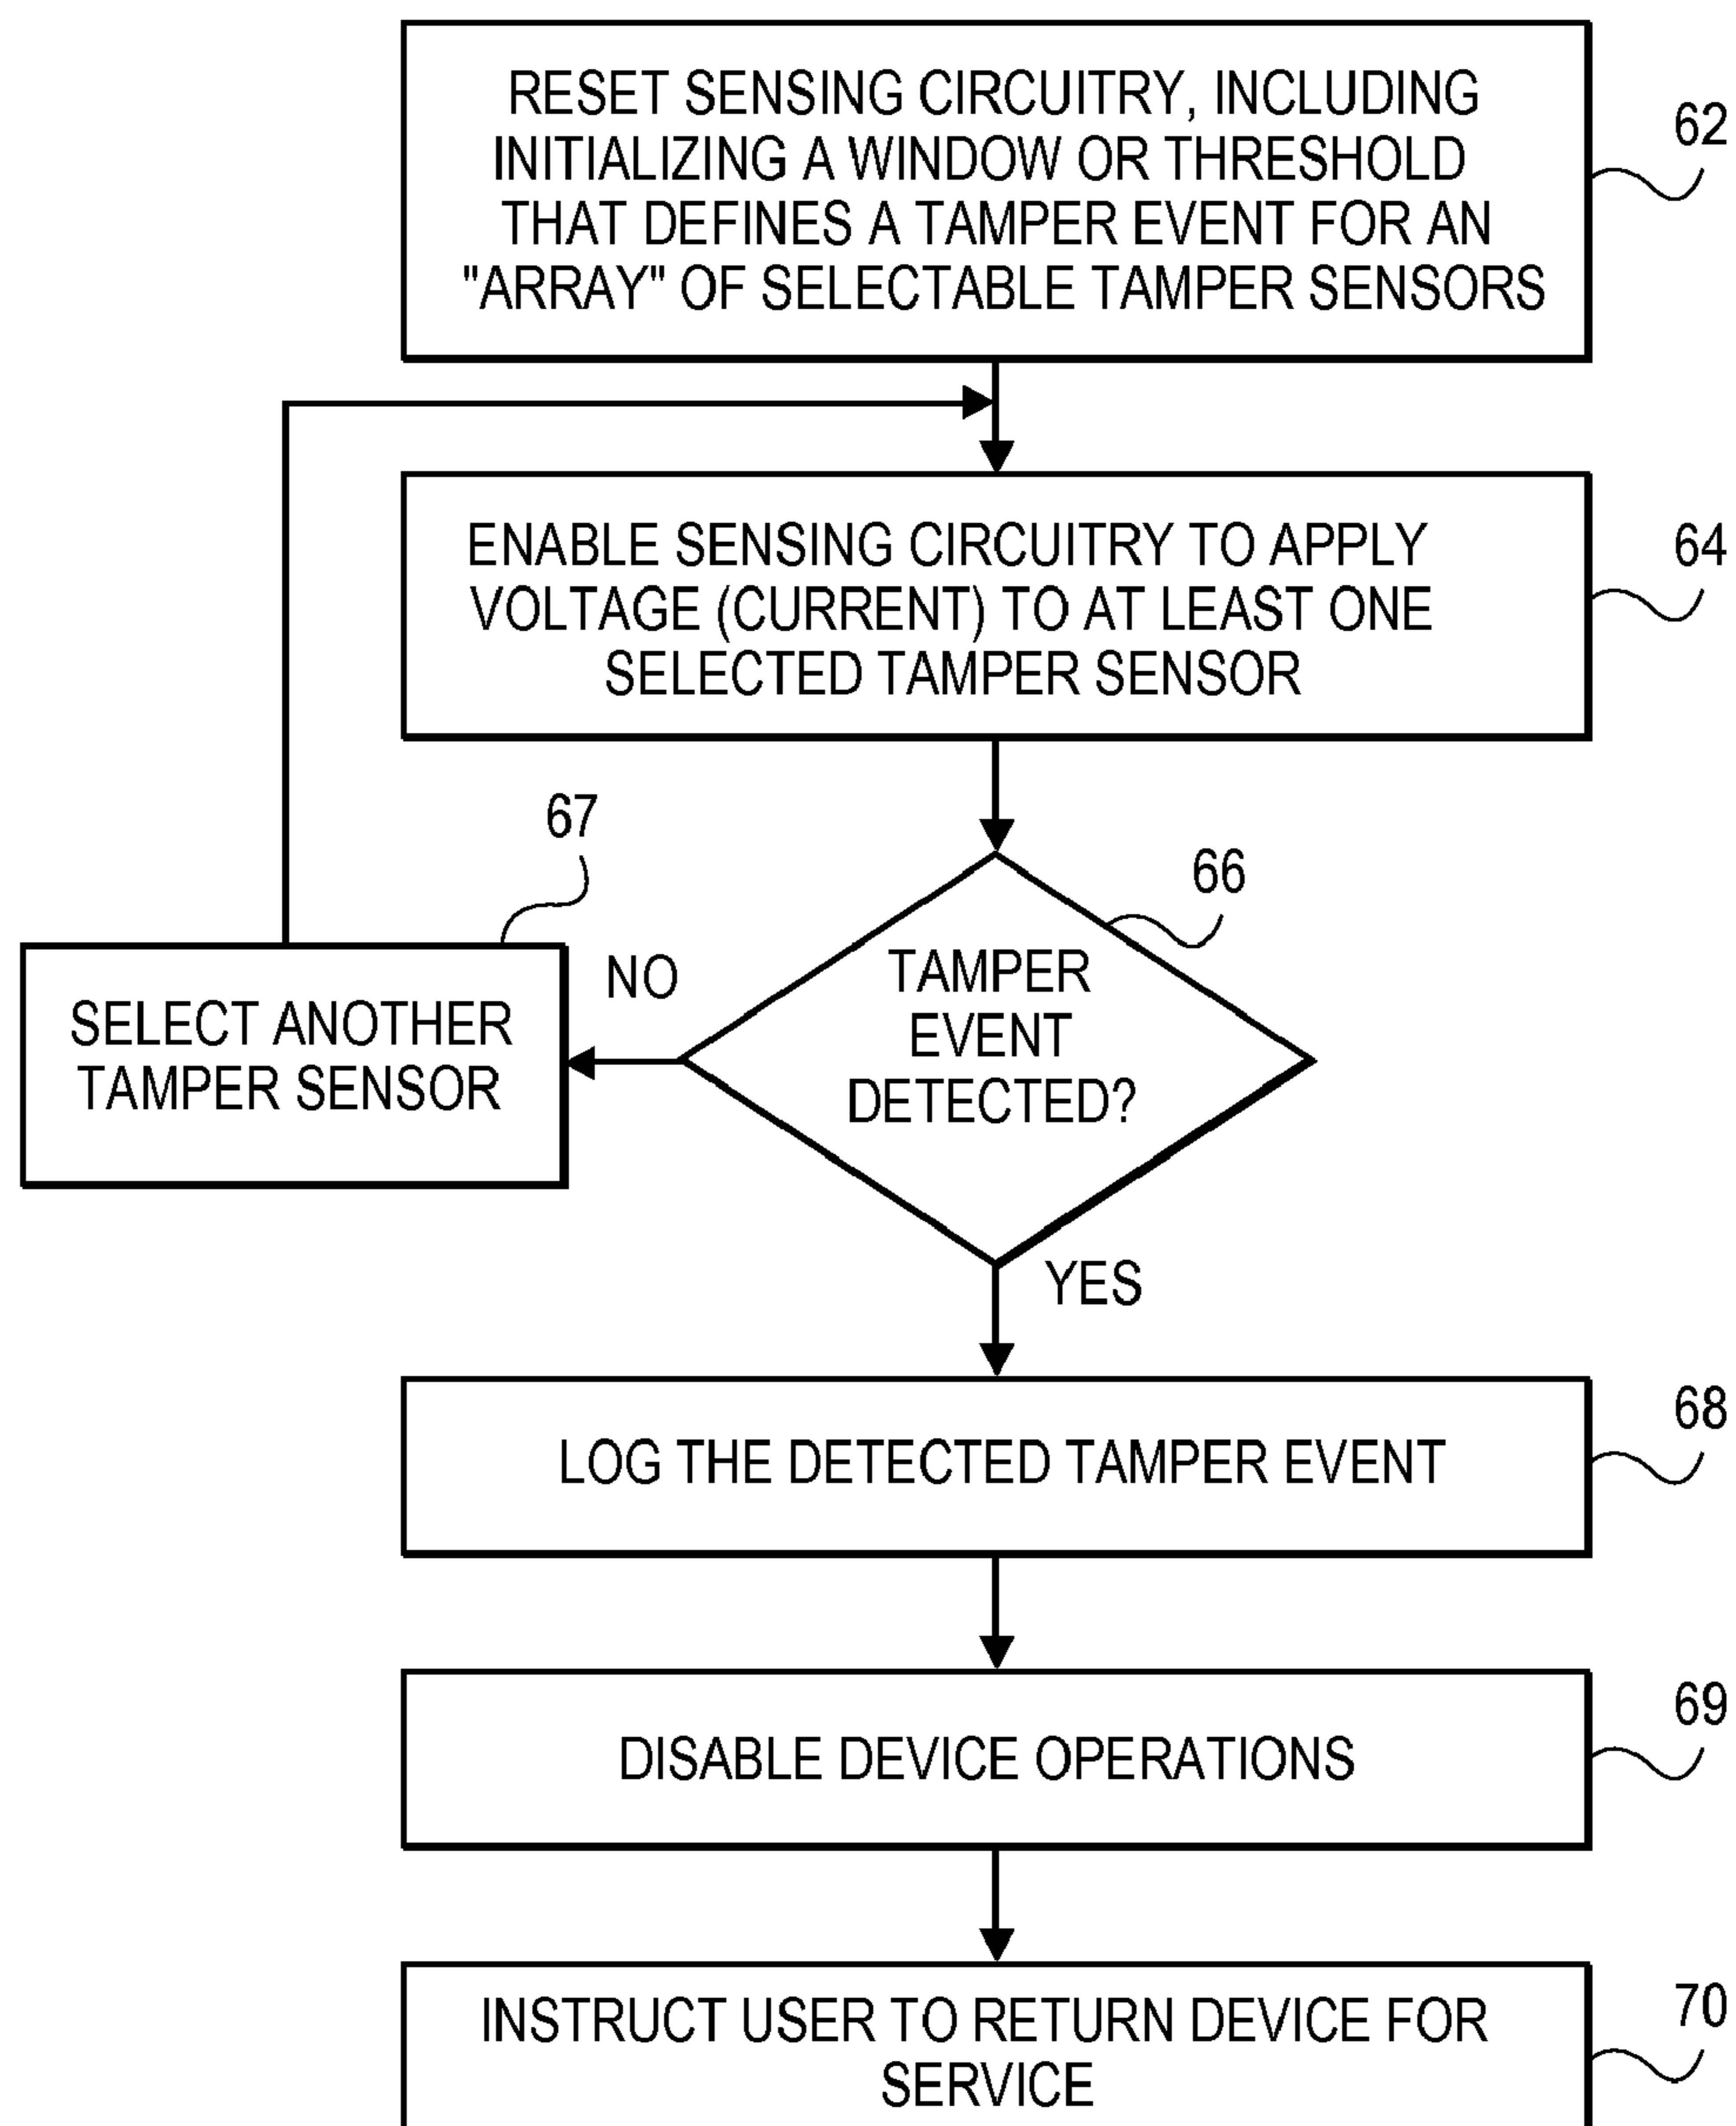 RESET SENSING CIRCUITRY, INCLUDING
INITIALIZING A WINDOW OR THRESHOLD
THAT DEFINES A TAMPER EVENT FOR AN
"ARRAY" OF SELECTABLE TAMPER SENSORS
62
ENABLE SENSING CIRCUITRY TO APPLY
VOLTAGE (CURRENT) TO AT LEAST ONE
SELECTED TAMPER SENSOR
64
67
66
SELECT ANOTHER
TAMPER SENSOR
NO
TAMPER
EVENT
DETECTED?
YES
LOG THE DETECTED TAMPER EVENT
68
DISABLE DEVICE OPERATIONS
69
INSTRUCT USER TO RETURN DEVICE FOR
SERVICE
70